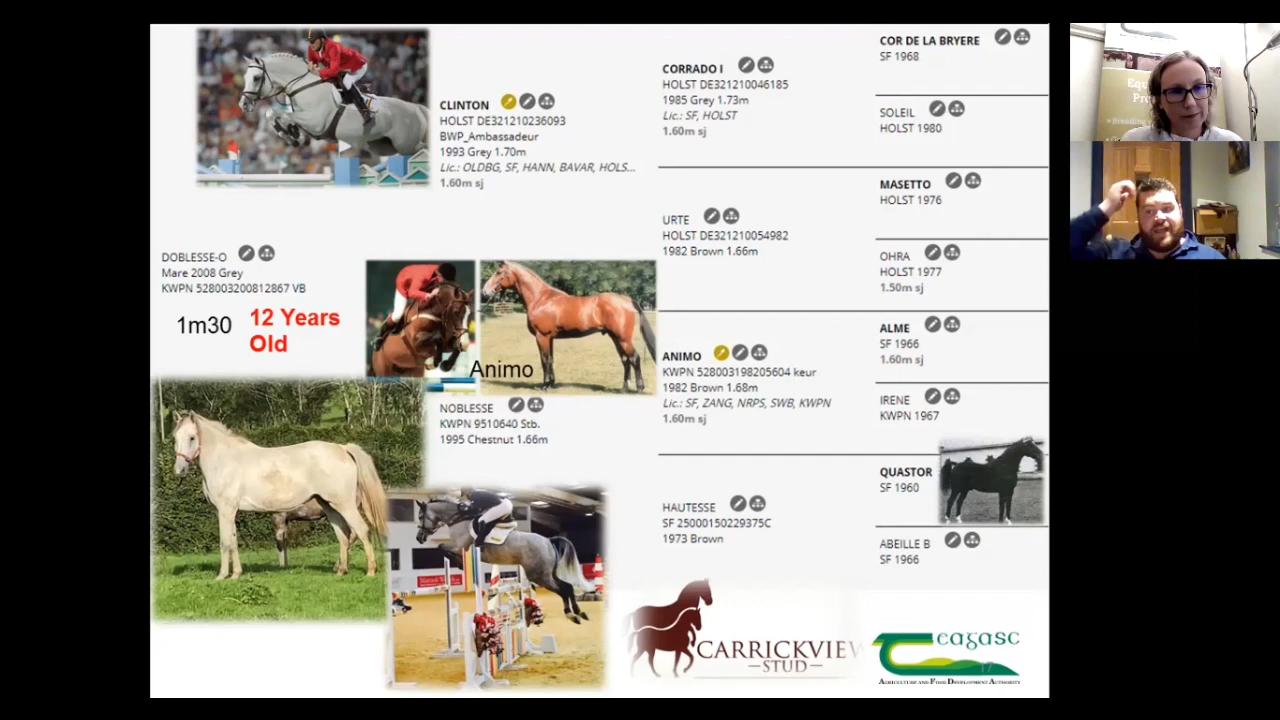 CLINTON
HOLST DE321210236093
BWP_Ambassadeur
1993 Grey 1.70m
Lic.: OLDBG, SF, HANN, BAVAR, HOLS...
1.60m sj
DOBLESSE-O
Mare 2008 Grey
KWPN 528003200812867 VB
1m30
12 Years
Old
Animo
NOBLESSE
KWPN 9510640 Stb.
1995 Chestnut 1.66m
CORRADO I
HOLST DE321210046185
1985 Grey 1.73m
Lic.: SF, HOLST
1.60m sj
URTE
HOLST DE321210054982
1982 Brown 1.66m
ANIMO
KWPN 528003198205604 keur
1982 Brown 1.68m
Lic.: SF, ZANG, NRPS, SWB, KWPN
1.60m sj
HAUTESSE
SF 25000150229375C
1973 Brown
COR DE LA BRYERE
SF 1968
SOLEIL
HOLST 1980
MASETTO
HOLST 1976
OHRA
HOLST 1977
1.50m sj
ALME
SF 1966
1.60m sj
IRENE
KWPN 1967
QUASTOR
SF 1960
ABEILLE B
SF 1966
CARRICKVIEW
STUD
Teagasc
17
AGRICULTURE AND FOOD DEVELOPMENT AUTHORITY